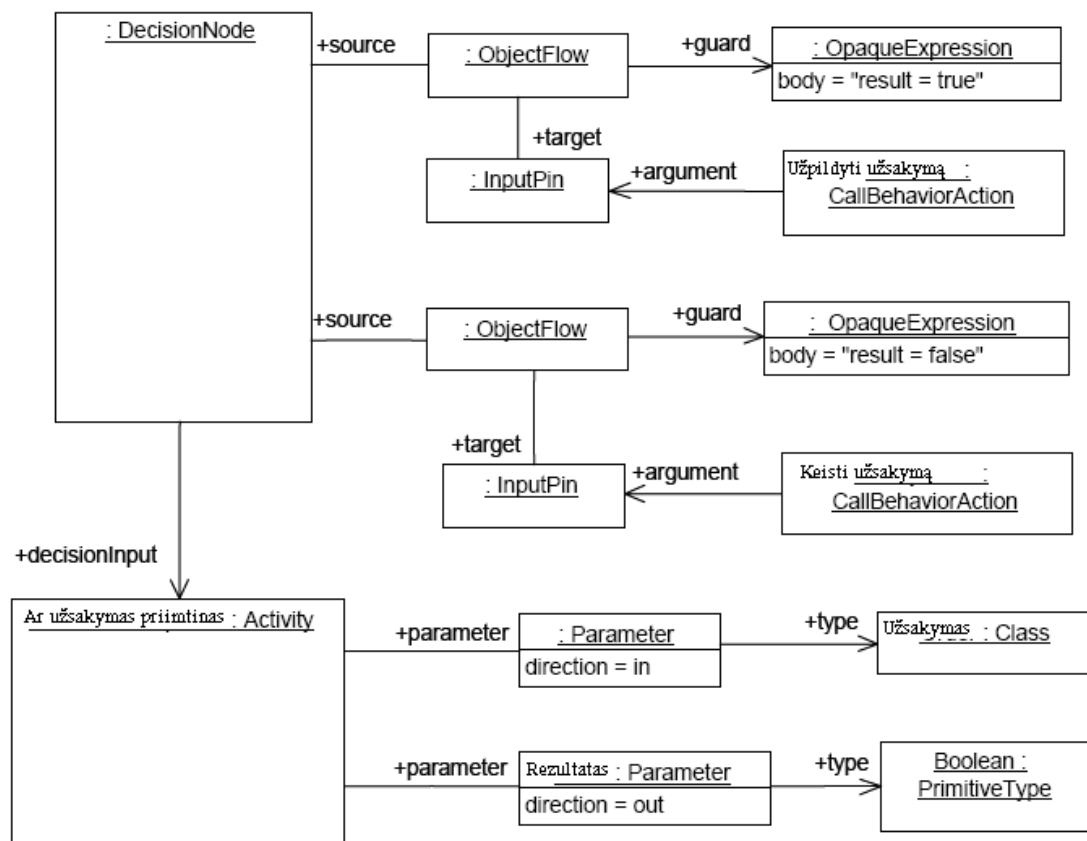 : DecisionNode
+source
: ObjectFlow
+guard
: OpaqueExpression
body = "result = true"
+target
: InputPin
+argument
Užpildyti užsakymą :
CallBehaviorAction
+source
: ObjectFlow
+guard
: OpaqueExpression
body = "result = false"
+target
: InputPin
+argument
Keisti užsakymą :
CallBehaviorAction
+decisionInput
Ar užsakymas priimtinas : Activity
+parameter
: Parameter
direction = in
+type
Užsakymas : Class
+parameter
Rezultatas : Parameter
direction = out
+type
Boolean :
PrimitiveType